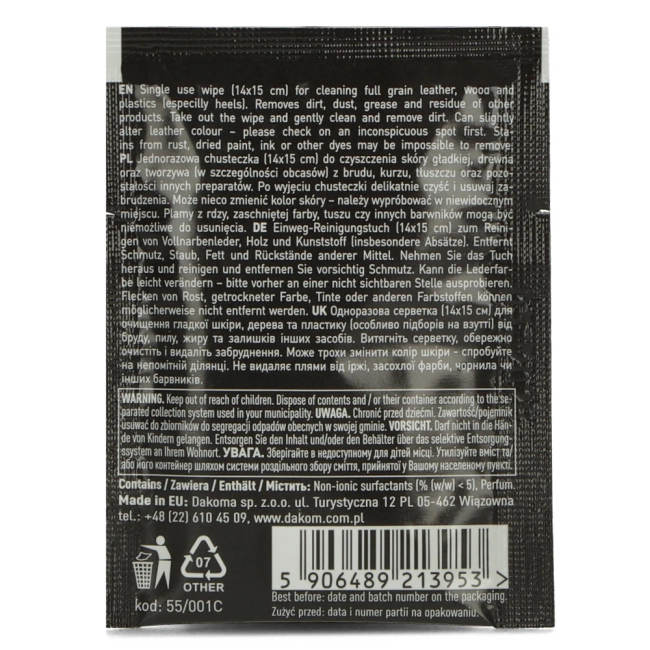 EN Single use wipe (14x15 cm) for cleaning full grain leather, wood and
plastics (especilly heels). Removes dirt, dust, grease and residue of other
products. Take out the wipe and gently clean and remove dirt. Can slightly
alter leather colour – please check on an inconspicuous spot first. Sta-
ins from rust, dried paint, ink or other dyes may be impossible to remove.
PL Jednorazowa chusteczka (14x15 cm) do czyszczenia skóry gładkiej, drewna
oraz tworzywa (w szczególności obcasów) z brudu, kurzu, tłuszczu oraz pozo-
stałości innych preparatów. Po wyjęciu chusteczki delikatnie czyść i usuwaj za-
brudzenia. Może nieco zmienić kolor skóry – należy wypróbować w niewidocznym
miejscu. Plamy z rdzy, zaschniętej farby, tuszu czy innych barwników mogą być
niemożliwe do usunięcia. DE Einweg-Reinigungstuch (14x15 cm) zum Reini-
gen von Vollnarbenleder, Holz und Kunststoff (insbesondere Absätze). Entfernt
Schmutz, Staub, Fett und Rückstände anderer Mittel. Nehmen Sie das Tuch
heraus und reinigen und entfernen Sie vorsichtig Schmutz. Kann die Lederfar-
be leicht verändern – bitte vorher an einer nicht sichtbaren Stelle ausprobieren.
Flecken von Rost, getrockneter Farbe, Tinte oder anderen Farbstoffen können
möglicherweise nicht entfernt werden. UK Одноразова серветка (14x15 см) для
очищення гладкої шкіри, дерева та пластику (особливо підборів на взутті) від
бруду, пилу, жиру та залишків інших засобів. Витягніть серветку, обережно
очистіть і видаліть забруднення. Може трохи змінити колір шкіри - спробуйте
на непомітній ділянці. Не видаляє плями від іржі, засохлої фарби, чорнила чи
інших барвників.
WARNING. Keep out of reach of children. Dispose of contents and / or their container according to the se-
parated collection system used in your municipality. UWAGA. Chronić przed dziećmi. Zawartość/pojemnik
usuwać do zbiorników do segregacji odpadów obecnych w swojej gminie. VORSICHT. Darf nicht in die Hän-
de von Kindern gelangen. Entsorgen Sie den Inhalt und/oder den Behälter über das selektive Entsorgung-
ssystem an Ihrem Wohnort. УВАГА. Зберігайте в недоступному для дітей місці. Утилізуйте вміст та/
або його контейнер шляхом системи роздільного збору сміття, прийнятої у Вашому населеному пункті.
Contains / Zawiera / Enthält / Містить: Non-ionic surfactants (% (w/w) < 5), Perfum.
Made in EU: Dakoma sp. z.o.o. ul. Turystyczna 12 PL 05-462 Wiązowna
tel.: +48 (22) 610 45 09, www.dakom.com.pl
07
OTHER
kod: 55/001C
5 906489 213953 >
Best before: date and batch number on the packaging.
Zużyć przed: data i numer partii na opakowaniu.